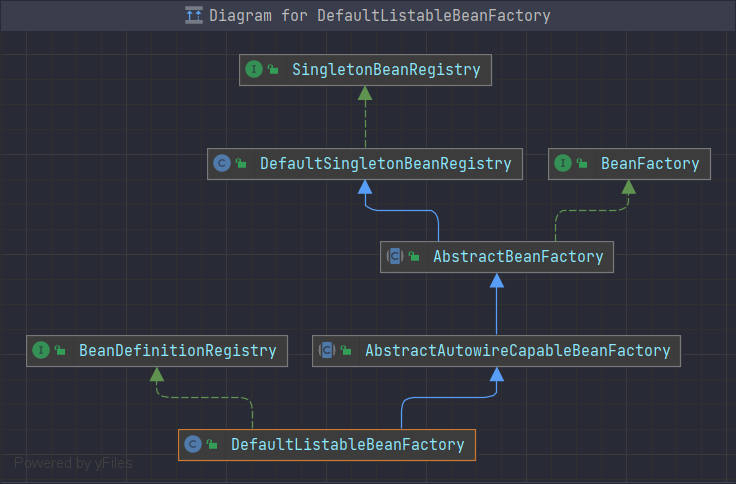 Diagram for DefaultListableBeanFactory
I SingletonBeanRegistry
C DefaultSingletonBeanRegistry
I BeanFactory
C AbstractBeanFactory
I BeanDefinitionRegistry
C AbstractAutowireCapableBeanFactory
C DefaultListableBeanFactory
Powered by yFiles